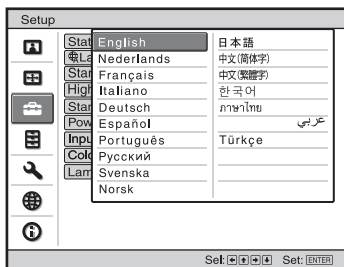 Setup
Stat
La
Star
High
Star
Pow
Inpu
Colo
Lam
English
Nederlands
Français
Italiano
Deutsch
Español
Português
Русский
Svenska
Norsk
日本語
中文(简体字)
中文(繁體字)
한국어
ภาษาไทย
عربي
Türkçe
Sel: Set: ENTER